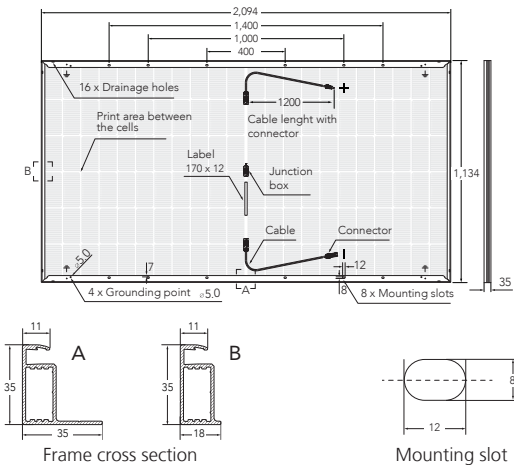 2,094
1,400
1,000
400
16 x Drainage holes
+
1200
Print area between
the cells
Cable lenght with
connector
Label
170 x 12
Junction
box
B
1,134
Cable
Connector
ø5,0
7
12
35
4 x Grounding point ø5,0
A
8
8 x Mounting slots
11
A
35
35
11
B
35
18
8
12
Frame cross section
Mounting slot